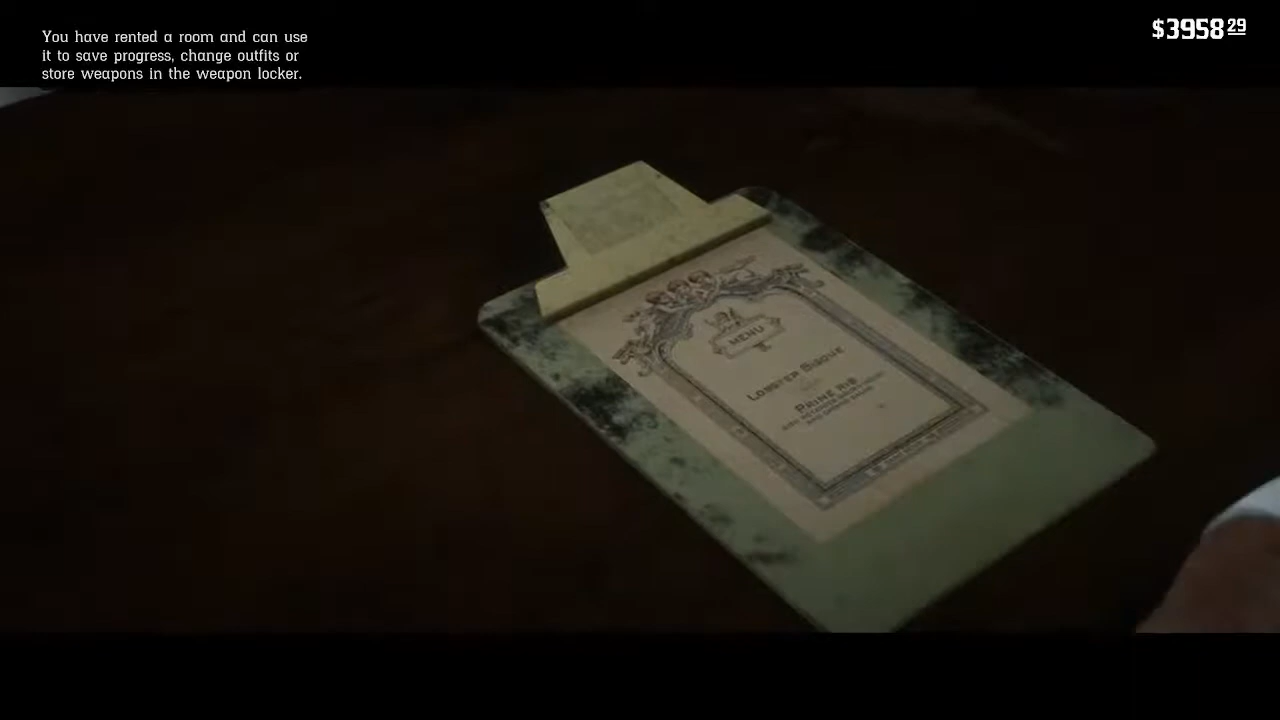 You have rented a room and can use
it to save progress, change outfits or
store weapons in the weapon locker.
$3958 29
MENU
LOBSTER BISQUE
PRIME RIB